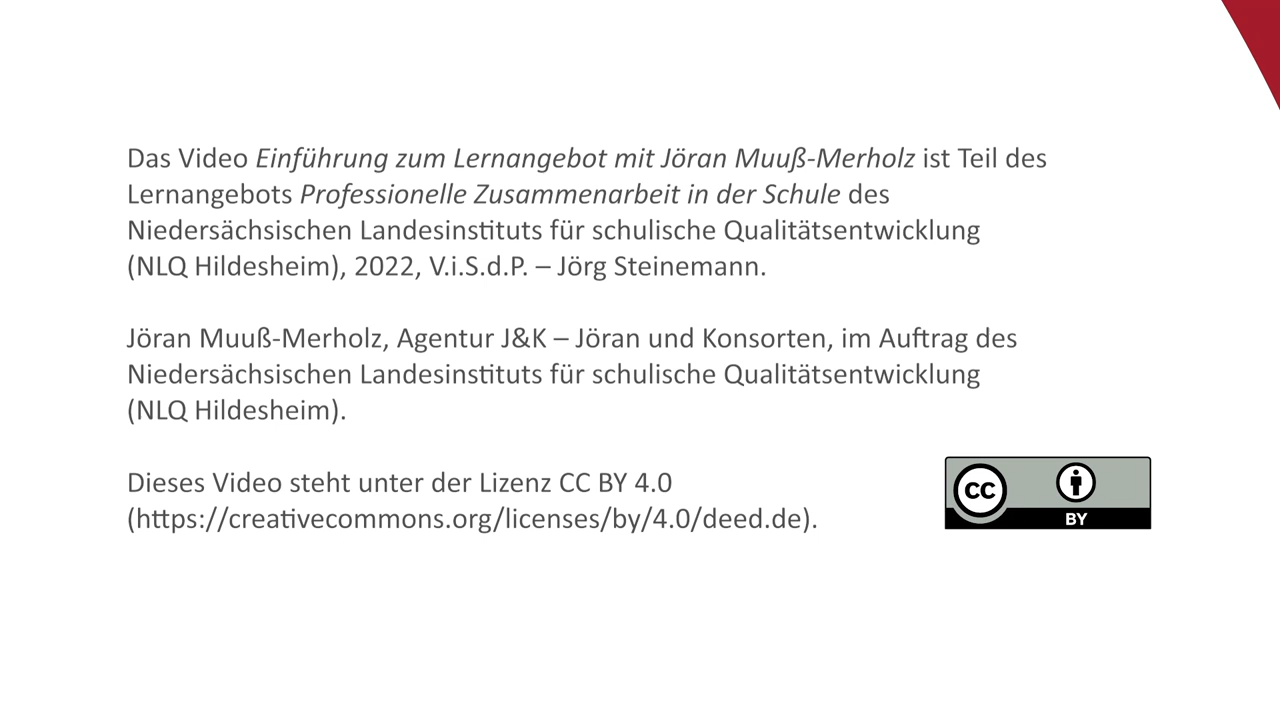 Das Video Einführung zum Lernangebot mit Jöran Muuß-Merholz ist Teil des
Lernangebots Professionelle Zusammenarbeit in der Schule des
Niedersächsischen Landesinstituts für schulische Qualitätsentwicklung
(NLQ Hildesheim), 2022, V.i.S.d.P. – Jörg Steinemann.
Jöran Muuß-Merholz, Agentur J&K – Jöran und Konsorten, im Auftrag des
Niedersächsischen Landesinstituts für schulische Qualitätsentwicklung
(NLQ Hildesheim).
Dieses Video steht unter der Lizenz CC BY 4.0
(https://creativecommons.org/licenses/by/4.0/deed.de).
CC
BY